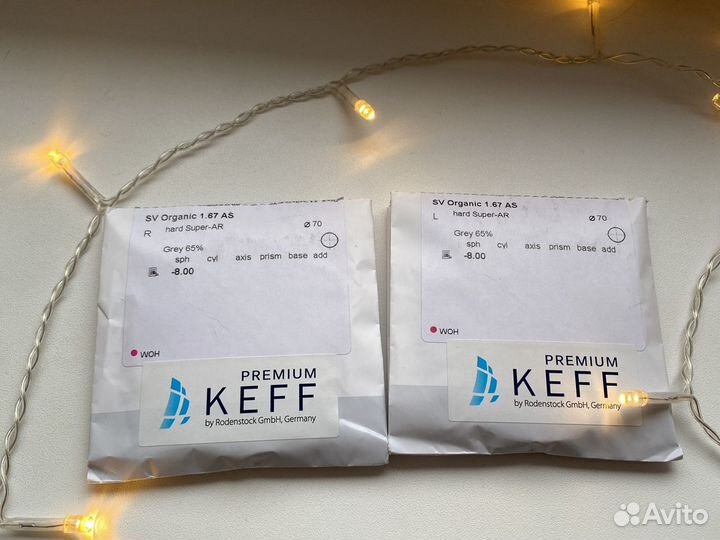 SV Organic 1.67 AS
R hard Super-AR ⌀ 70
Grey 65%
sph cyl axis prism base add
-8.00
WOH
PREMIUM
KEFF
by Rodenstock GmbH, Germany
SV Organic 1.67 AS
L hard Super-AR ⌀ 70
Grey 65%
sph cyl axis prism base add
-8.00
WOH
PREMIUM
KEFF
by Rodenstock GmbH, Germany
Avito